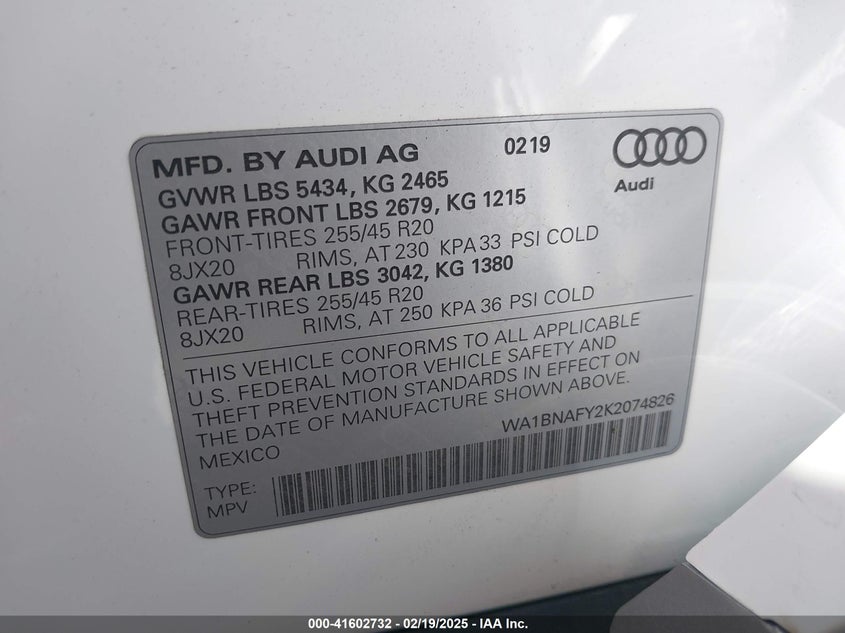 MFD. BY AUDI AG 0219
Audi
GVWR LBS 5434, KG 2465
GAWR FRONT LBS 2679, KG 1215
FRONT-TIRES 255/45 R20
8JX20 RIMS, AT 230 KPA 33 PSI COLD
GAWR REAR LBS 3042, KG 1380
REAR-TIRES 255/45 R20
8JX20 RIMS, AT 250 KPA 36 PSI COLD
THIS VEHICLE CONFORMS TO ALL APPLICABLE
U.S. FEDERAL MOTOR VEHICLE SAFETY AND
THEFT PREVENTION STANDARDS IN EFFECT ON
THE DATE OF MANUFACTURE SHOWN ABOVE.
MEXICO WA1BNAFY2K2074826
TYPE:
MPV
000-41602732 - 02/19/2025 - IAA Inc.